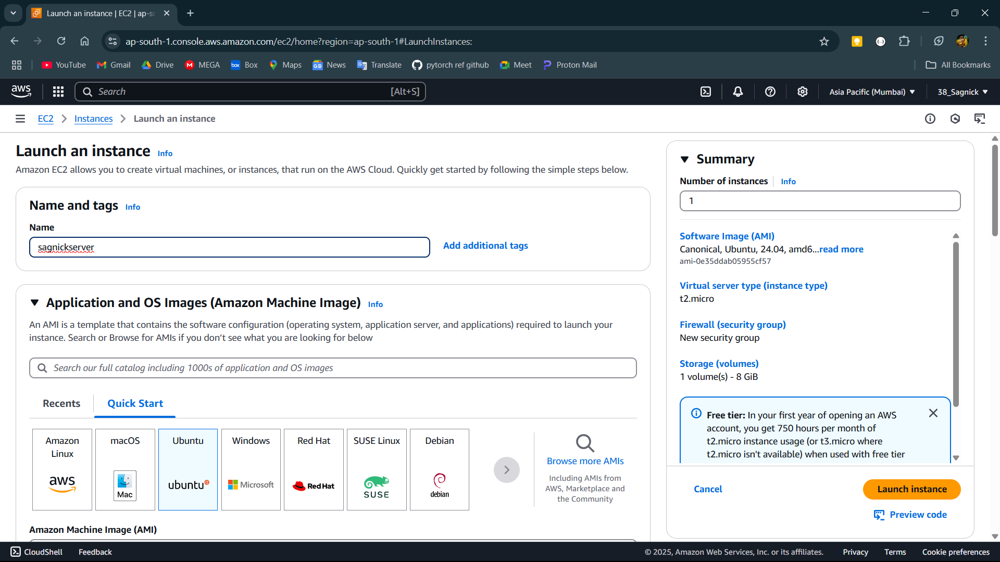 Launch an instance | EC2 | ap-so
ap-south-1.console.aws.amazon.com/ec2/home?region=ap-south-1#LaunchInstances:
YouTube
Gmail
Drive
M MEGA
box Box
Maps
News
Translate
pytorch ref github
Meet
Proton Mail
All Bookmarks
aws
Search
[Alt+S]
Asia Pacific (Mumbai)
38_Sagnick
EC2
Instances
Launch an instance
Launch an instance Info
Amazon EC2 allows you to create virtual machines, or instances, that run on the AWS Cloud. Quickly get started by following the simple steps below.
Name and tags Info
Name
sagnickserver
Add additional tags
Application and OS Images (Amazon Machine Image) Info
An AMI is a template that contains the software configuration (operating system, application server, and applications) required to launch your
instance. Search or Browse for AMIs if you don’t see what you are looking for below
Search our full catalog including 1000s of application and OS images
Recents
Quick Start
Amazon
Linux
aws
macOS
Mac
Ubuntu
ubuntu
Windows
Microsoft
Red Hat
Red Hat
SUSE Linux
SUSE
Debian
debian
Browse more AMIs
Including AMIs from
AWS, Marketplace and
the Community
Amazon Machine Image (AMI)
Summary
Number of instances
Info
1
Software Image (AMI)
Canonical, Ubuntu, 24.04, amd6...read more
ami-0e35ddab05955cf57
Virtual server type (instance type)
t2.micro
Firewall (security group)
New security group
Storage (volumes)
1 volume(s) - 8 GiB
Free tier: In your first year of opening an AWS
account, you get 750 hours per month of
t2.micro instance usage (or t3.micro where
t2.micro isn't available) when used with free tier
Cancel
Launch instance
Preview code
CloudShell
Feedback
© 2025, Amazon Web Services, Inc. or its affiliates.
Privacy
Terms
Cookie preferences